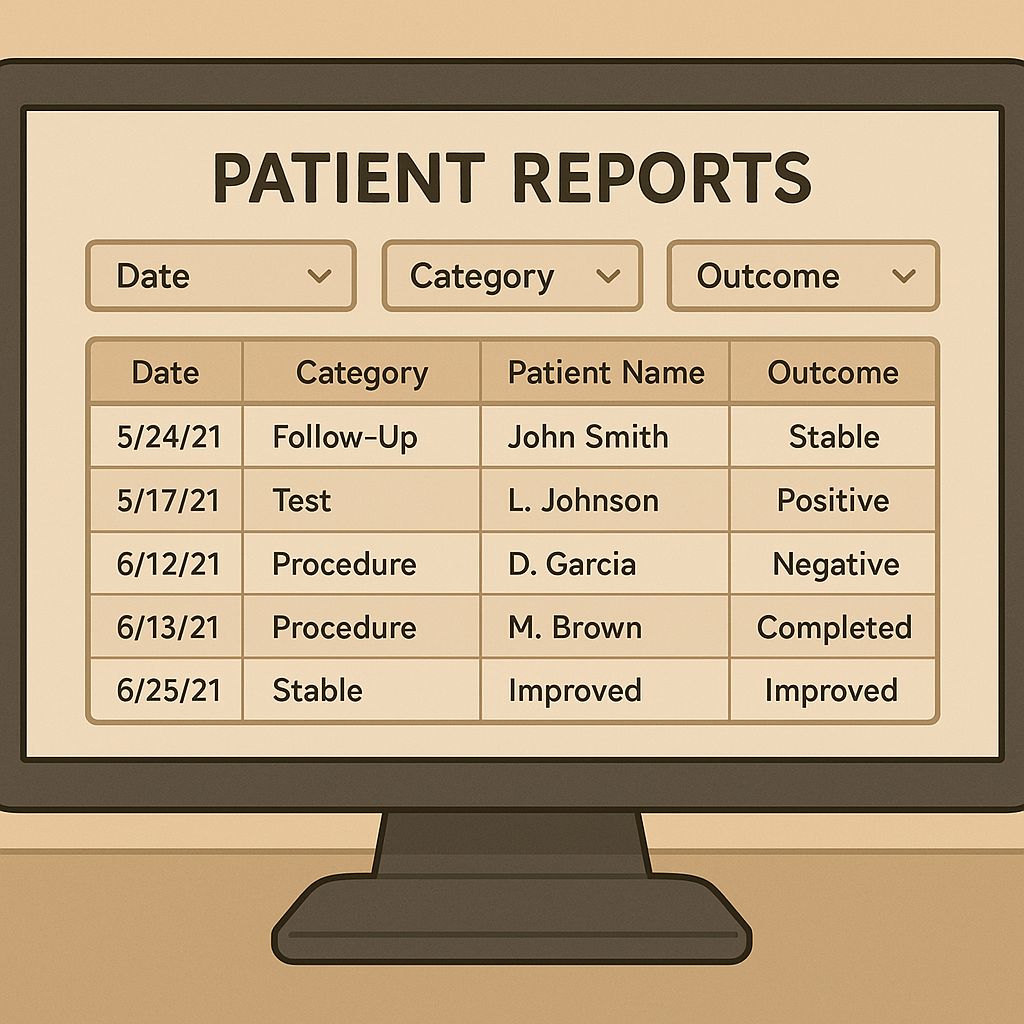 PATIENT REPORTS
Date Category Outcome
Date Category Patient Name Outcome
5/24/21 Follow-Up John Smith Stable
5/17/21 Test L. Johnson Positive
6/12/21 Procedure D. Garcia Negative
6/13/21 Procedure M. Brown Completed
6/25/21 Stable Improved Improved